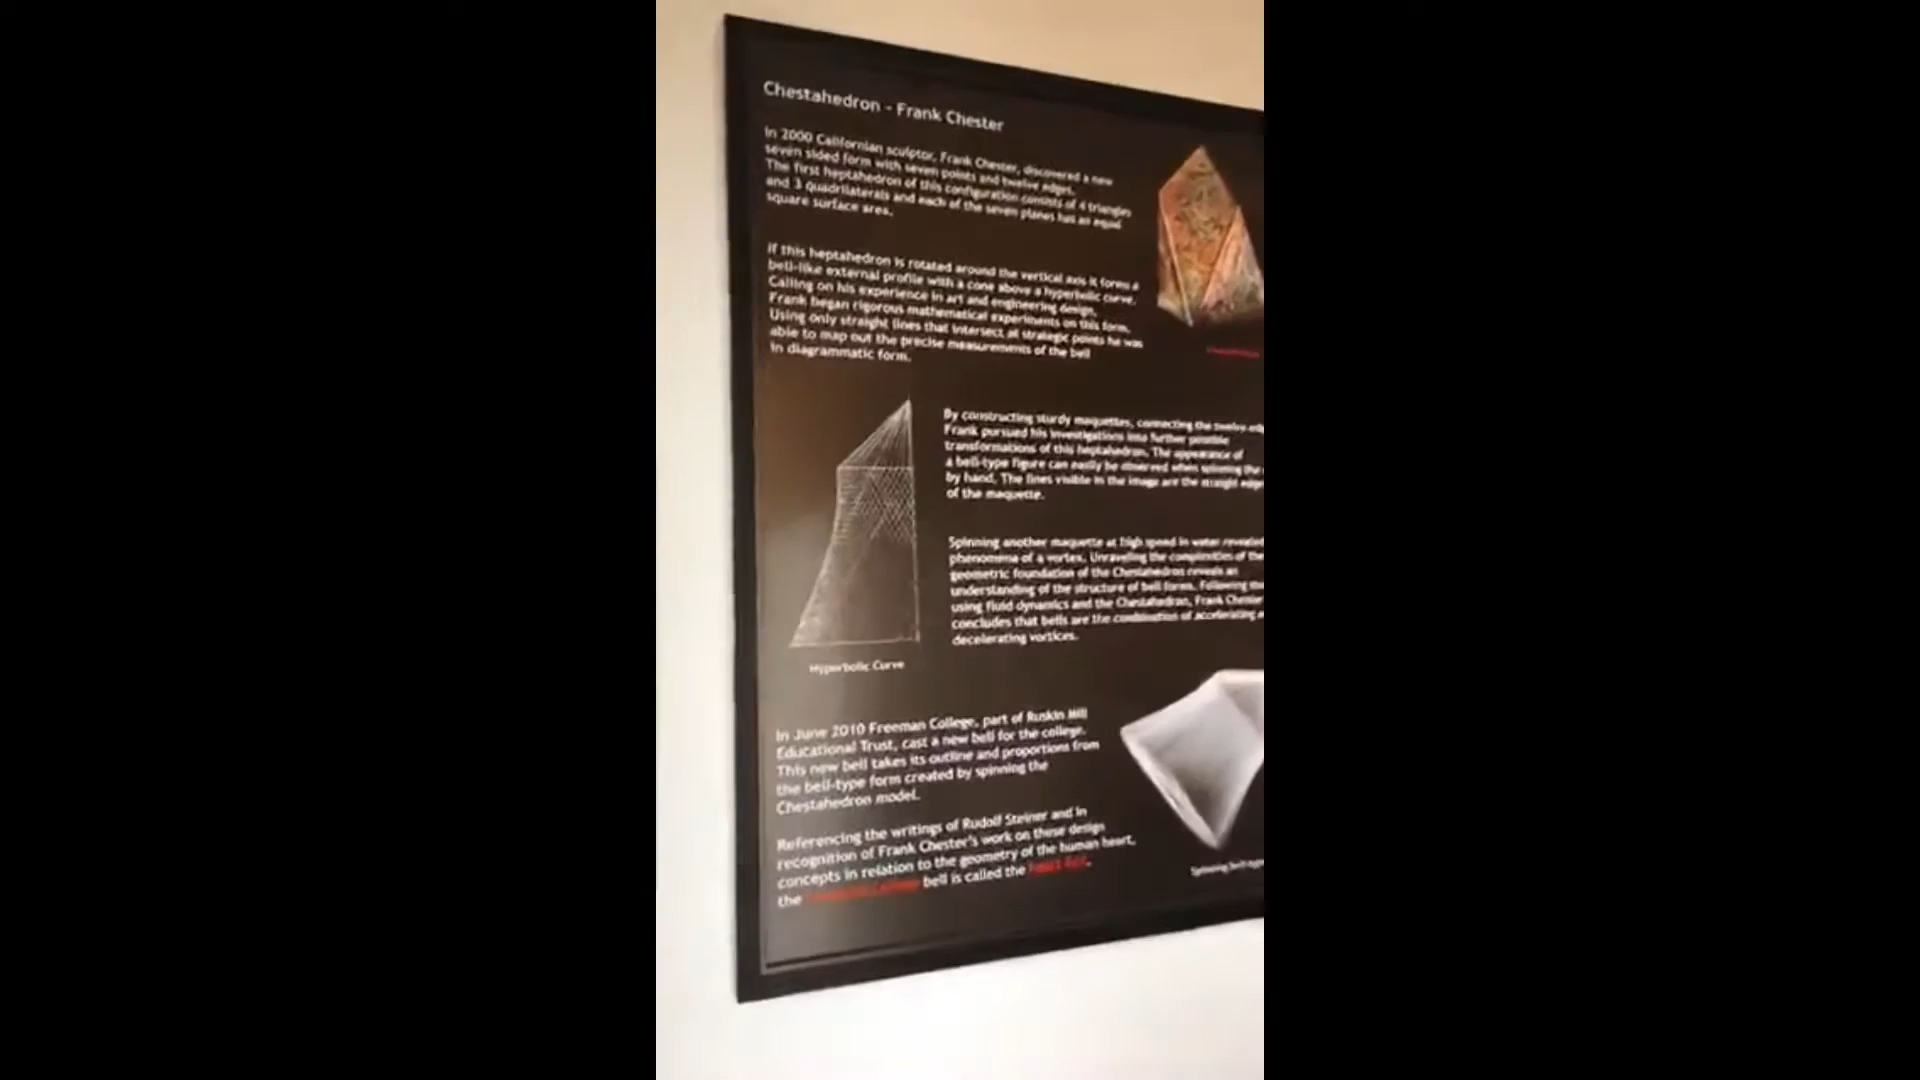 Chestahedron - Frank Chester
In 2000 Californian sculptor, Frank Chester, discovered a new
seven sided form with seven points and twelve edges.
The first heptahedron of this configuration consists of 4 triangles
and 3 quadrilaterals and each of the seven planes has an equal
square surface area.
If this heptahedron is rotated around the vertical axis it forms a
bell-like external profile with a cone above a hyperbolic curve.
Calling on his experience in art and engineering design,
Frank began rigorous mathematical experiments on this form.
Using only straight lines that intersect at strategic points he was
able to map out the precise measurements of the bell
in diagrammatic form.
By constructing sturdy maquettes, connecting the twelve
Frank pursued his investigations into further possible
transformations of this heptahedron. The appearance of
a bell-type figure can easily be observed when spinning the
by hand. The lines visible in the image are the straight
of the maquette.
Spinning another maquette at high speed in water revealed
phenomena of a vortex. Unraveling the complexities of the
geometric foundation of the Chestahedron reveals an
understanding of the structure of bell forms. Following
using fluid dynamics and the Chestahedron, Frank Chester
concludes that bells are the combination of accelerating
decelerating vortices.
Hyperbolic Curve
In June 2010 Freeman College, part of Ruskin Mill
Educational Trust, cast a new bell for the college.
This new bell takes its outline and proportions from
the bell-type form created by spinning the
Chestahedron model.
Referencing the writings of Rudolf Steiner and in
recognition of Frank Chester's work on these design
concepts in relation to the geometry of the human heart,
the bell is called the
Spinning bell-type